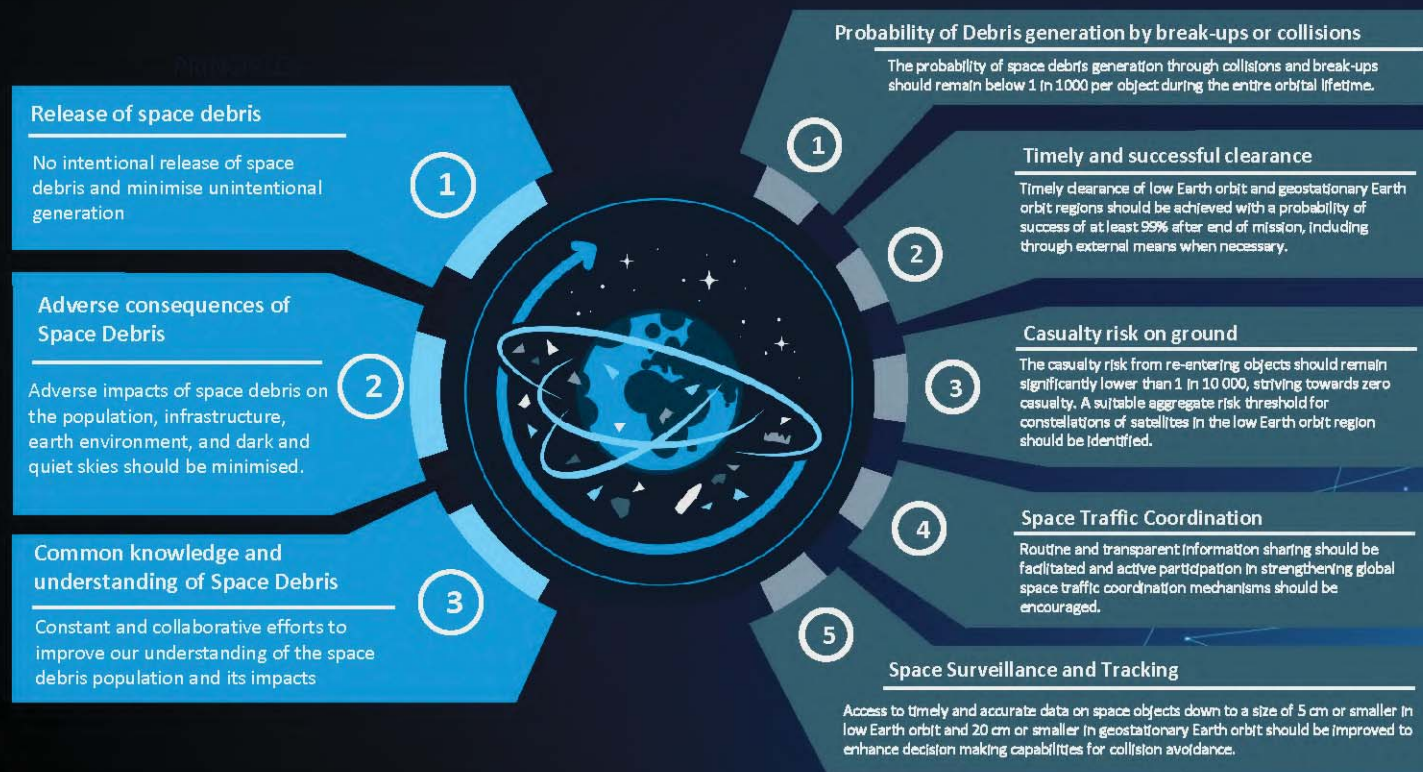 Release of space debris
No intentional release of space
debris and minimise unintentional
generation
1
Adverse consequences of
Space Debris
Adverse impacts of space debris on
the population, infrastructure,
earth environment, and dark and
quiet skies should be minimised.
2
Common knowledge and
understanding of Space Debris
Constant and collaborative efforts to
improve our understanding of the space
debris population and its impacts
3
Probability of Debris generation by break-ups or collisions
The probability of space debris generation through collisions and break-ups
should remain below 1 in 1000 per object during the entire orbital lifetime.
1
Timely and successful clearance
Timely clearance of low Earth orbit and geostationary Earth
orbit regions should be achieved with a probability of
success of at least 99% after end of mission, including
through external means when necessary.
2
Casualty risk on ground
The casualty risk from re-entering objects should remain
significantly lower than 1 in 10 000, striving towards zero
casualty. A suitable aggregate risk threshold for
constellations of satellites in the low Earth orbit region
should be identified.
3
Space Traffic Coordination
Routine and transparent information sharing should be
facilitated and active participation in strengthening global
space traffic coordination mechanisms should be
encouraged.
4
Space Surveillance and Tracking
Access to timely and accurate data on space objects down to a size of 5 cm or smaller in
low Earth orbit and 20 cm or smaller in geostationary Earth orbit should be improved to
enhance decision making capabilities for collision avoidance.
5